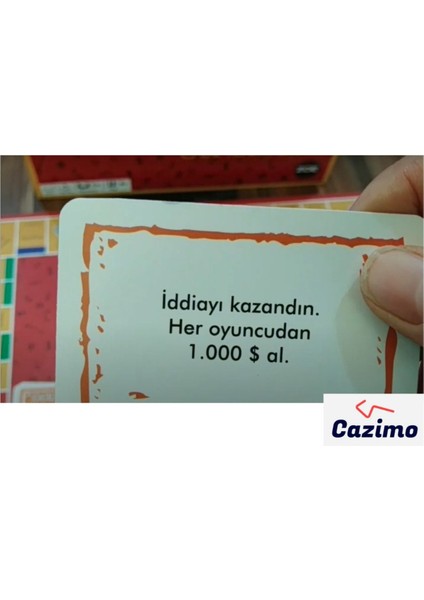 İddiayı kazandın.
Her oyuncudan
1.000 $ al.
Cazimo